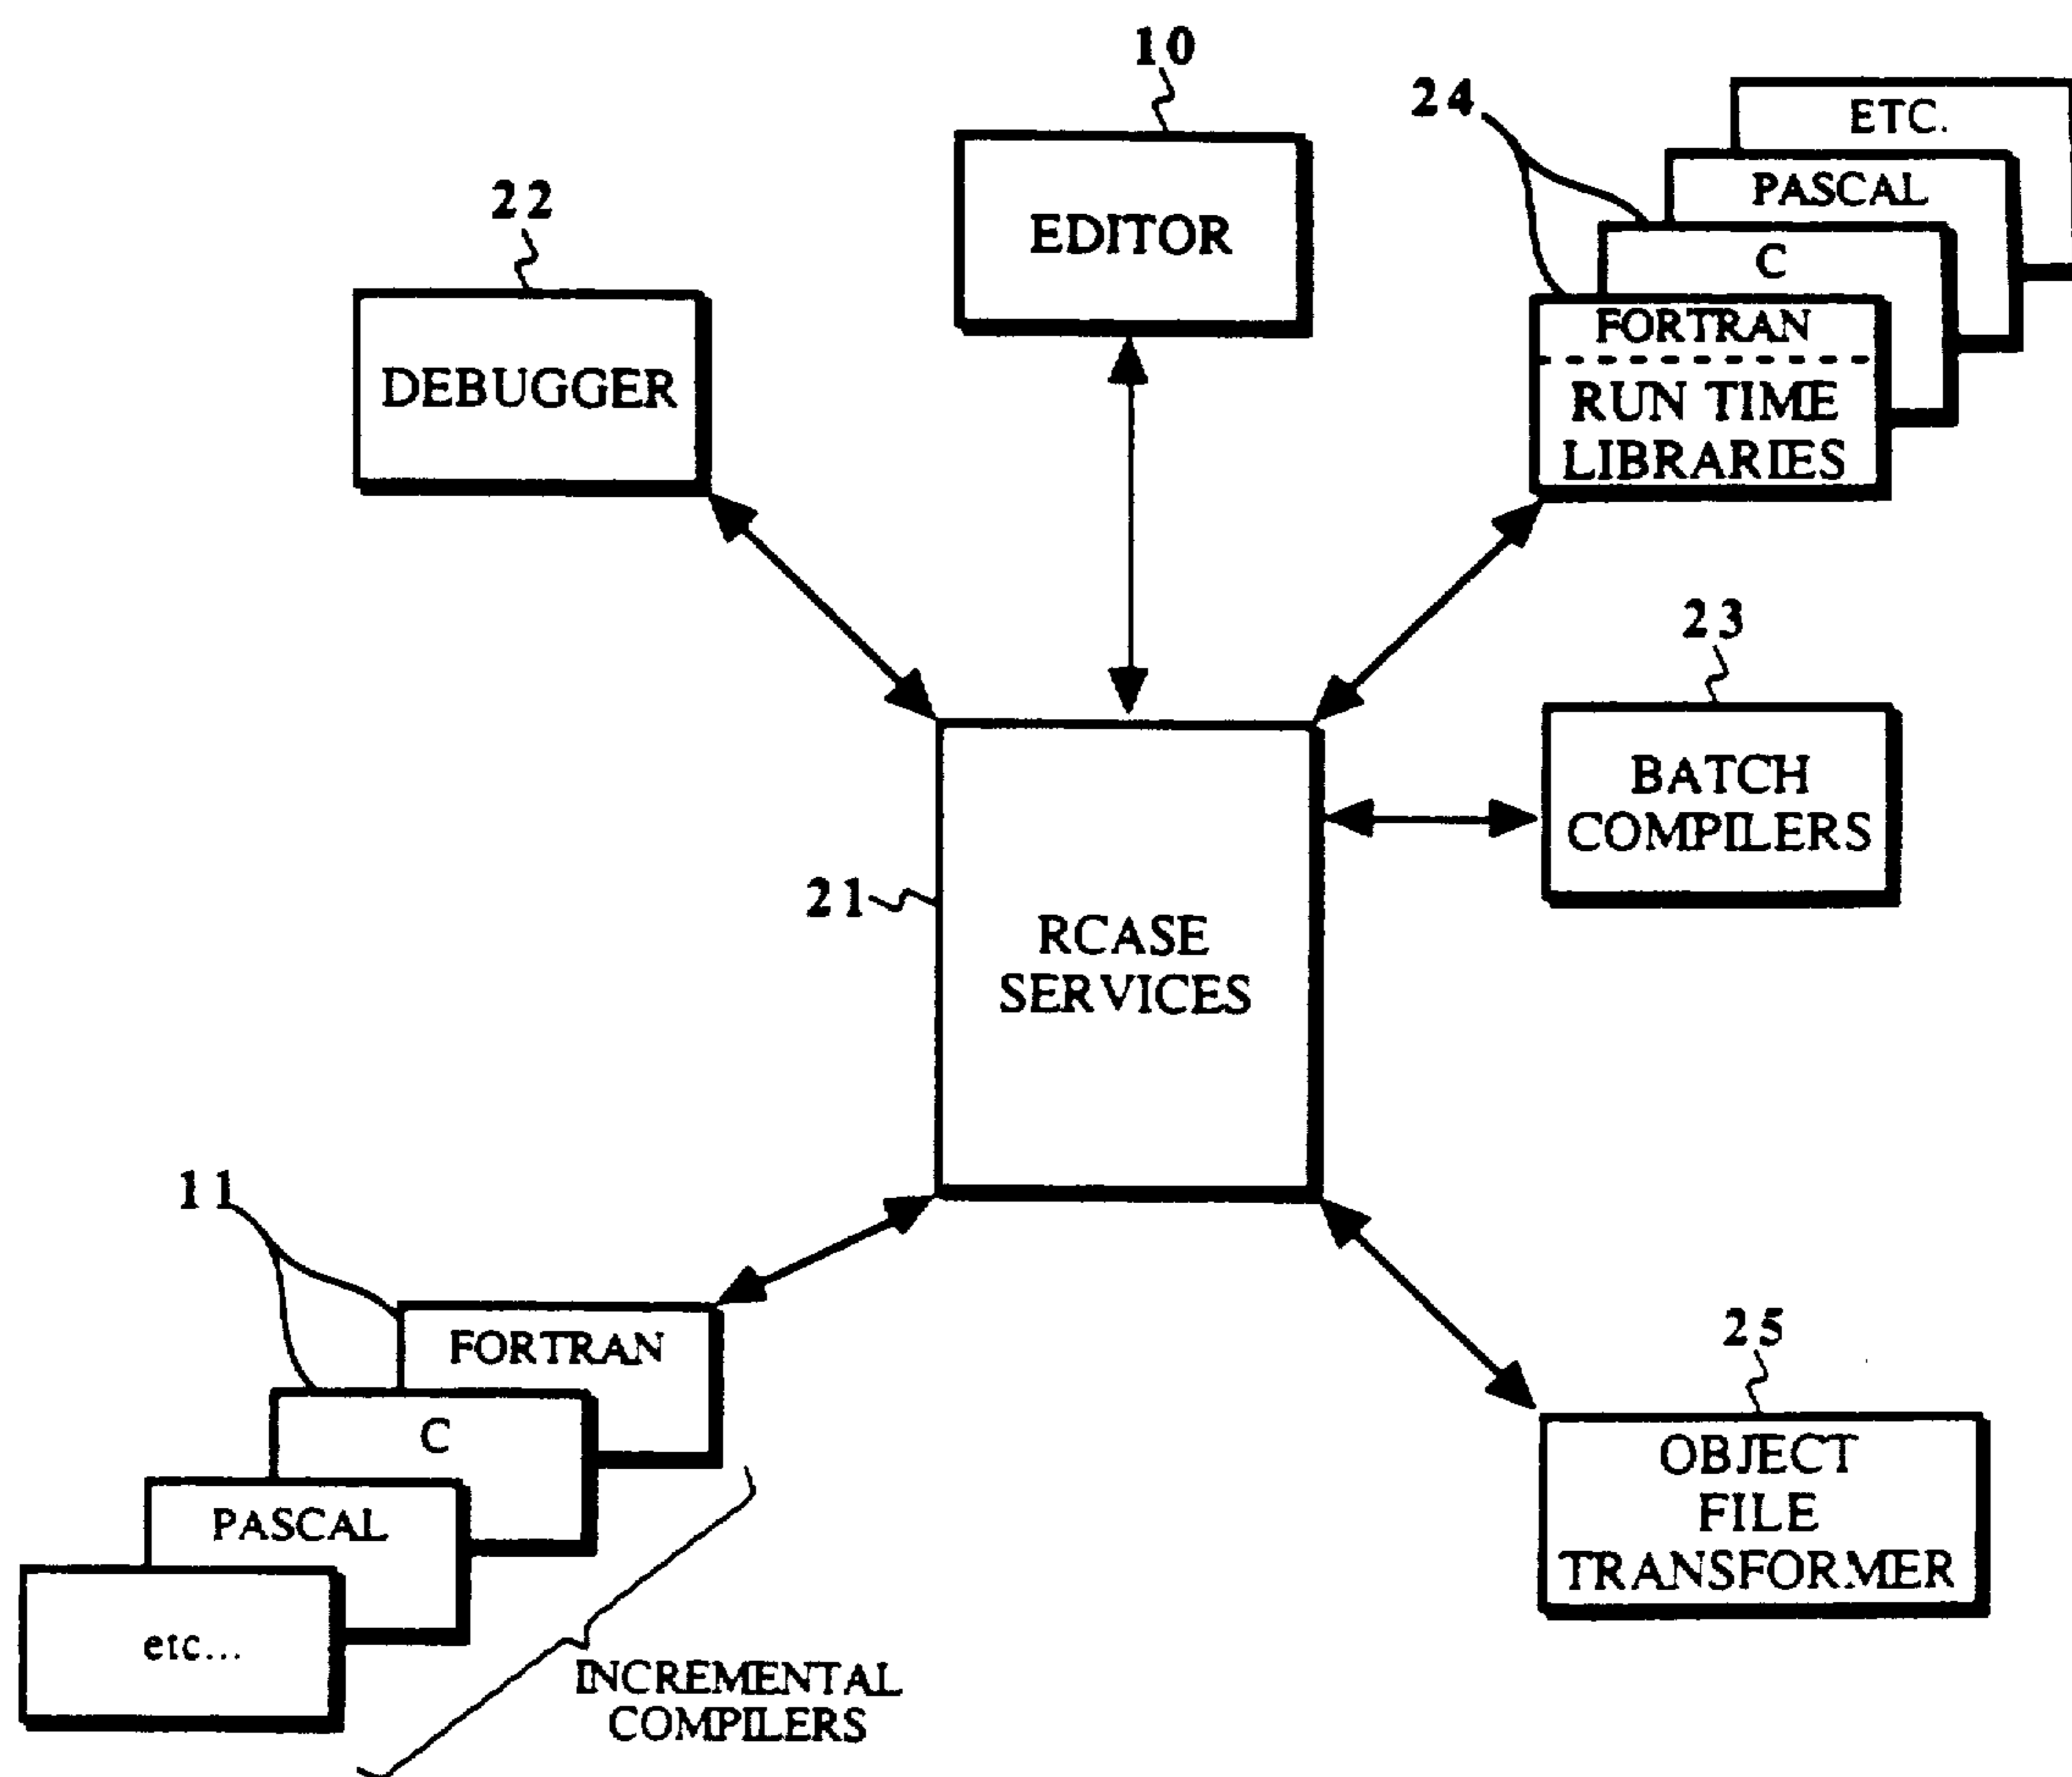 10
24
ETC.
PASCAL
C
FORTRAN
RUN TIME
LIBRARIES
22
EDITOR
DEBUGGER
23
BATCH
COMPILERS
21
RCASE
SERVICES
11
FORTRAN
C
PASCAL
etc...
INCREMENTAL
COMPILERS
25
OBJECT
FILE
TRANSFORMER